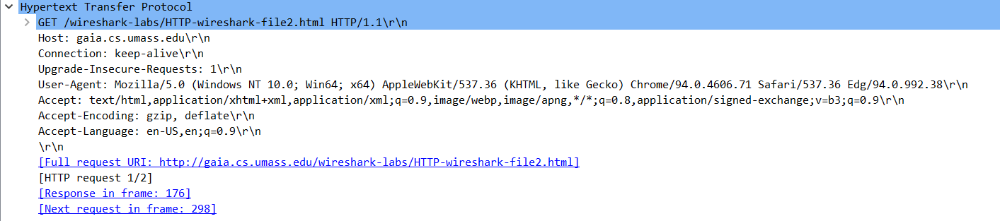 Hypertext Transfer Protocol
GET /wireshark-labs/HTTP-wireshark-file2.html HTTP/1.1\r\n
Host: gaia.cs.umass.edu\r\n
Connection: keep-alive\r\n
Upgrade-Insecure-Requests: 1\r\n
User-Agent: Mozilla/5.0 (Windows NT 10.0; Win64; x64) AppleWebKit/537.36 (KHTML, like Gecko) Chrome/94.0.4606.71 Safari/537.36 Edg/94.0.992.38\r\n
Accept: text/html,application/xhtml+xml,application/xml;q=0.9,image/webp,image/apng,*/*;q=0.8,application/signed-exchange;v=b3;q=0.9\r\n
Accept-Encoding: gzip, deflate\r\n
Accept-Language: en-US,en;q=0.9\r\n
\r\n
[Full request URI: http://gaia.cs.umass.edu/wireshark-labs/HTTP-wireshark-file2.html]
[HTTP request 1/2]
[Response in frame: 176]
[Next request in frame: 298]